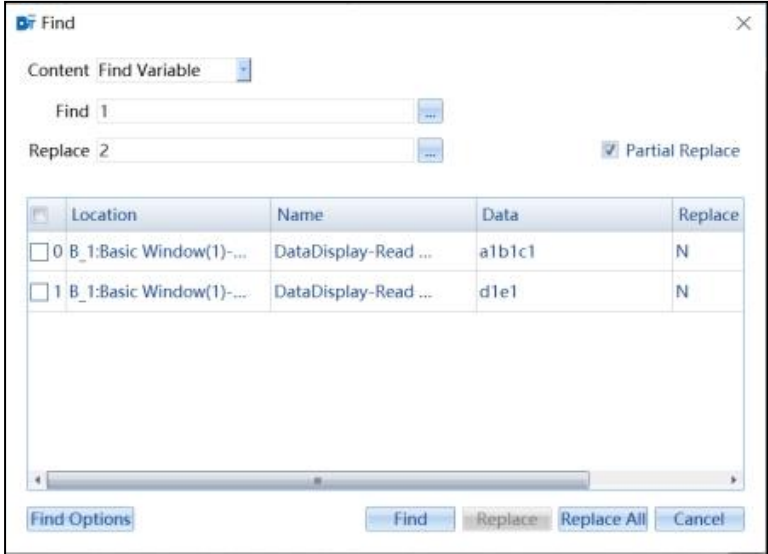 DT Find
Content Find Variable
Find 1 ...
Replace 2 ... Partial Replace
Location Name Data Replace
0 B_1:Basic Window(1)-... DataDisplay-Read ... a1b1c1 N
1 B_1:Basic Window(1)-... DataDisplay-Read ... d1e1 N
Find Options Find Replace Replace All Cancel